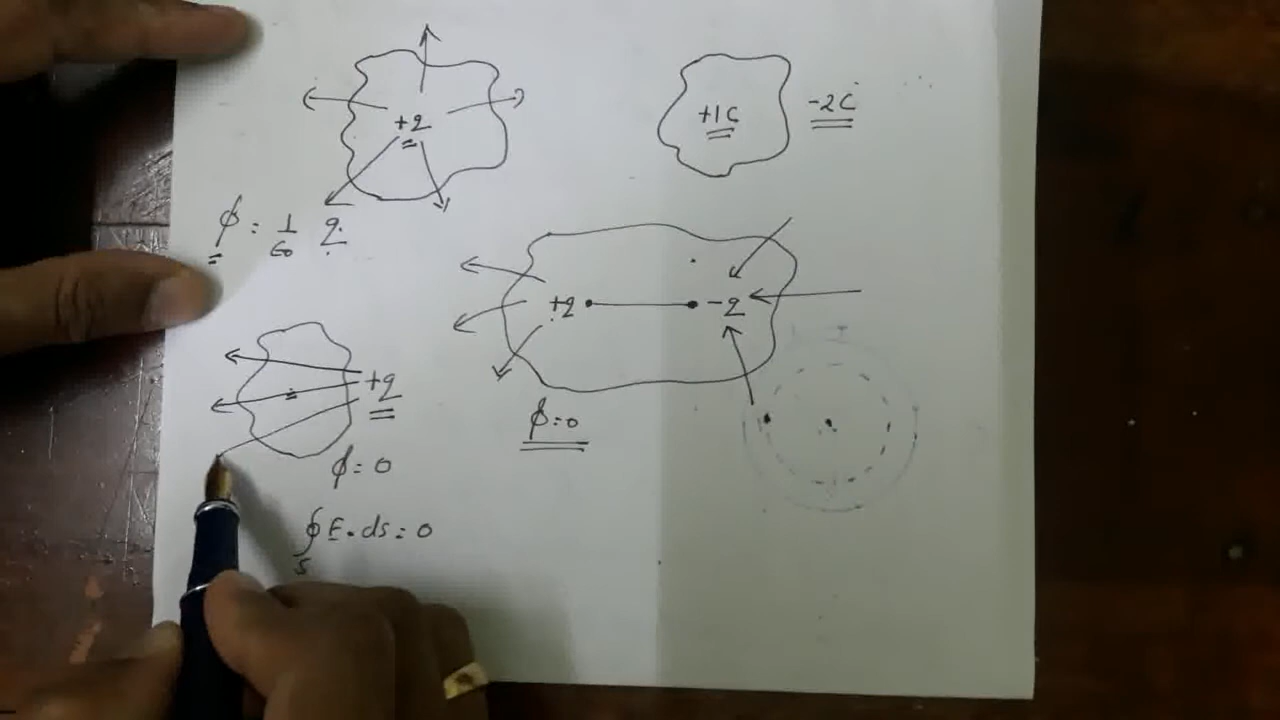 +q
+1C
-2C
ϕ = 1/ε₀ q
+q
-q
+q
ϕ=0
ϕ=0
∮E.ds=0
S